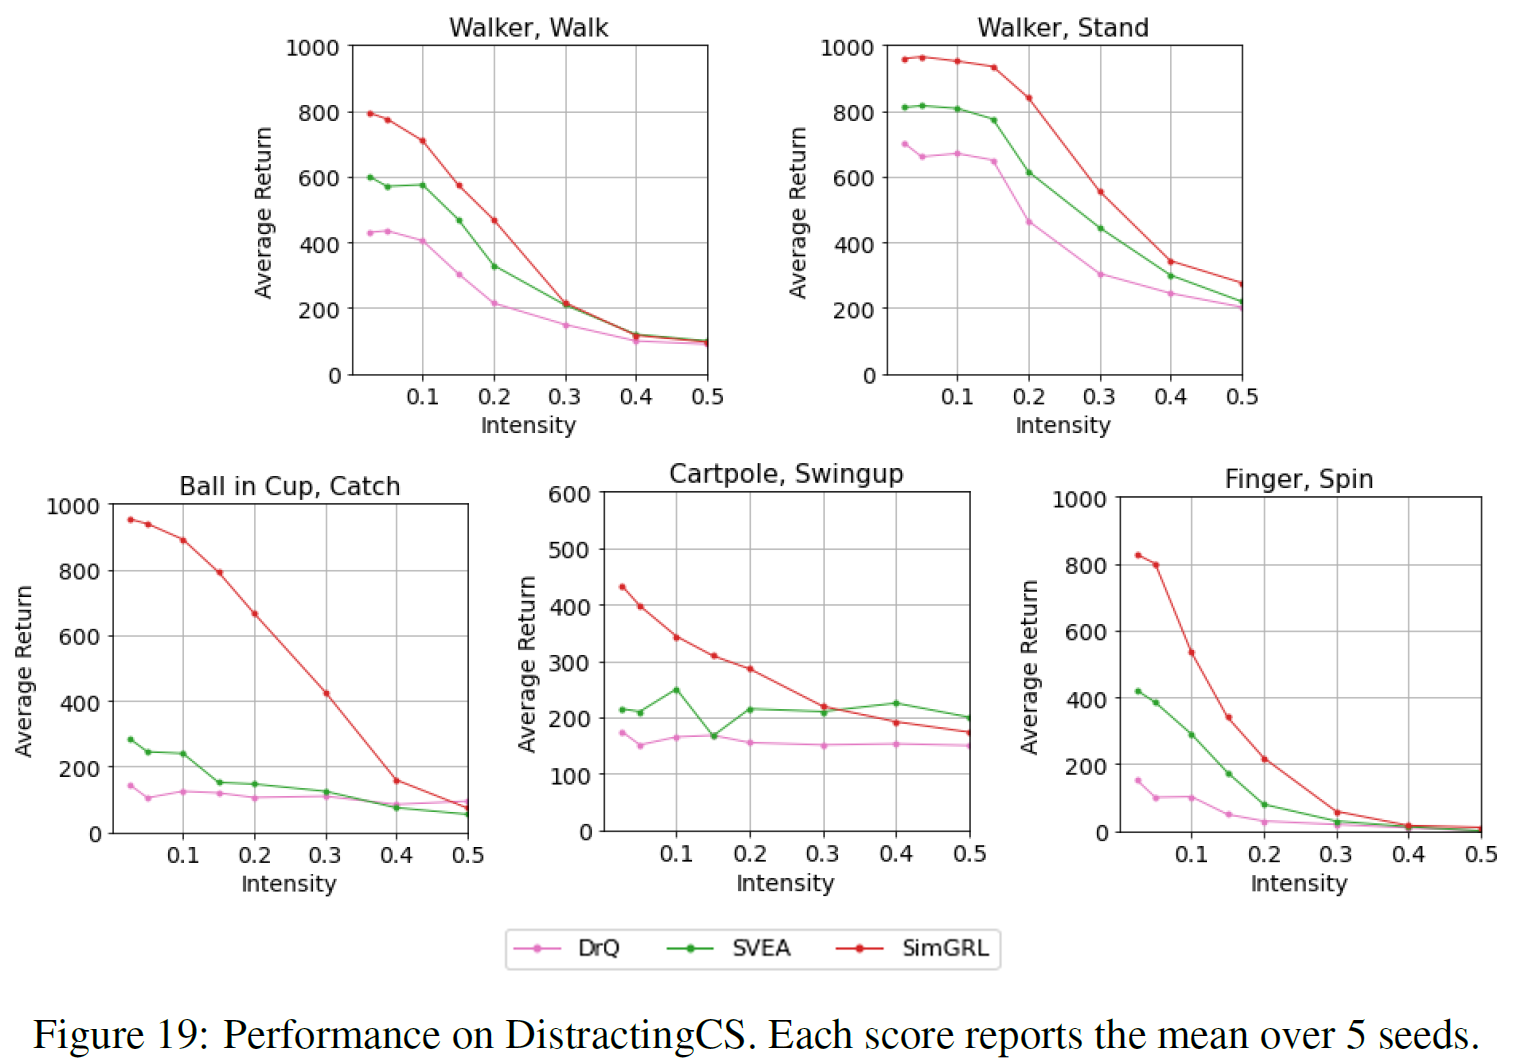 Walker, Walk
1000
800
600
400
200
0
Average Return
0.1 0.2 0.3 0.4 0.5
Intensity
Walker, Stand
1000
800
600
400
200
0
Average Return
0.1 0.2 0.3 0.4 0.5
Intensity
Ball in Cup, Catch
1000
800
600
400
200
0
Average Return
0.1 0.2 0.3 0.4 0.5
Intensity
Cartpole, Swingup
600
500
400
300
200
100
0
Average Return
0.1 0.2 0.3 0.4 0.5
Intensity
Finger, Spin
1000
800
600
400
200
0
Average Return
0.1 0.2 0.3 0.4 0.5
Intensity
DrQ SVEA SimGRL
Figure 19: Performance on DistractingCS. Each score reports the mean over 5 seeds.